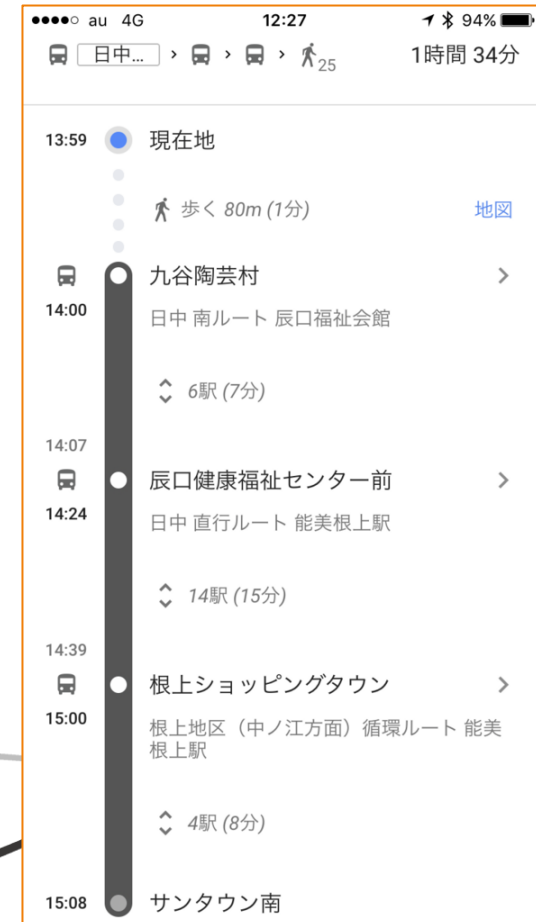 au 4G 12:27 94%
日中... › › › 25 1時間 34分
13:59 現在地
歩く 80m (1分) 地図
九谷陶芸村
14:00
日中 南ルート 辰口福祉会館
6駅 (7分)
14:07
辰口健康福祉センター前
14:24
日中 直行ルート 能美根上駅
14駅 (15分)
14:39
根上ショッピングタウン
15:00
根上地区（中ノ江方面）循環ルート 能美
根上駅
4駅 (8分)
15:08 サンタウン南